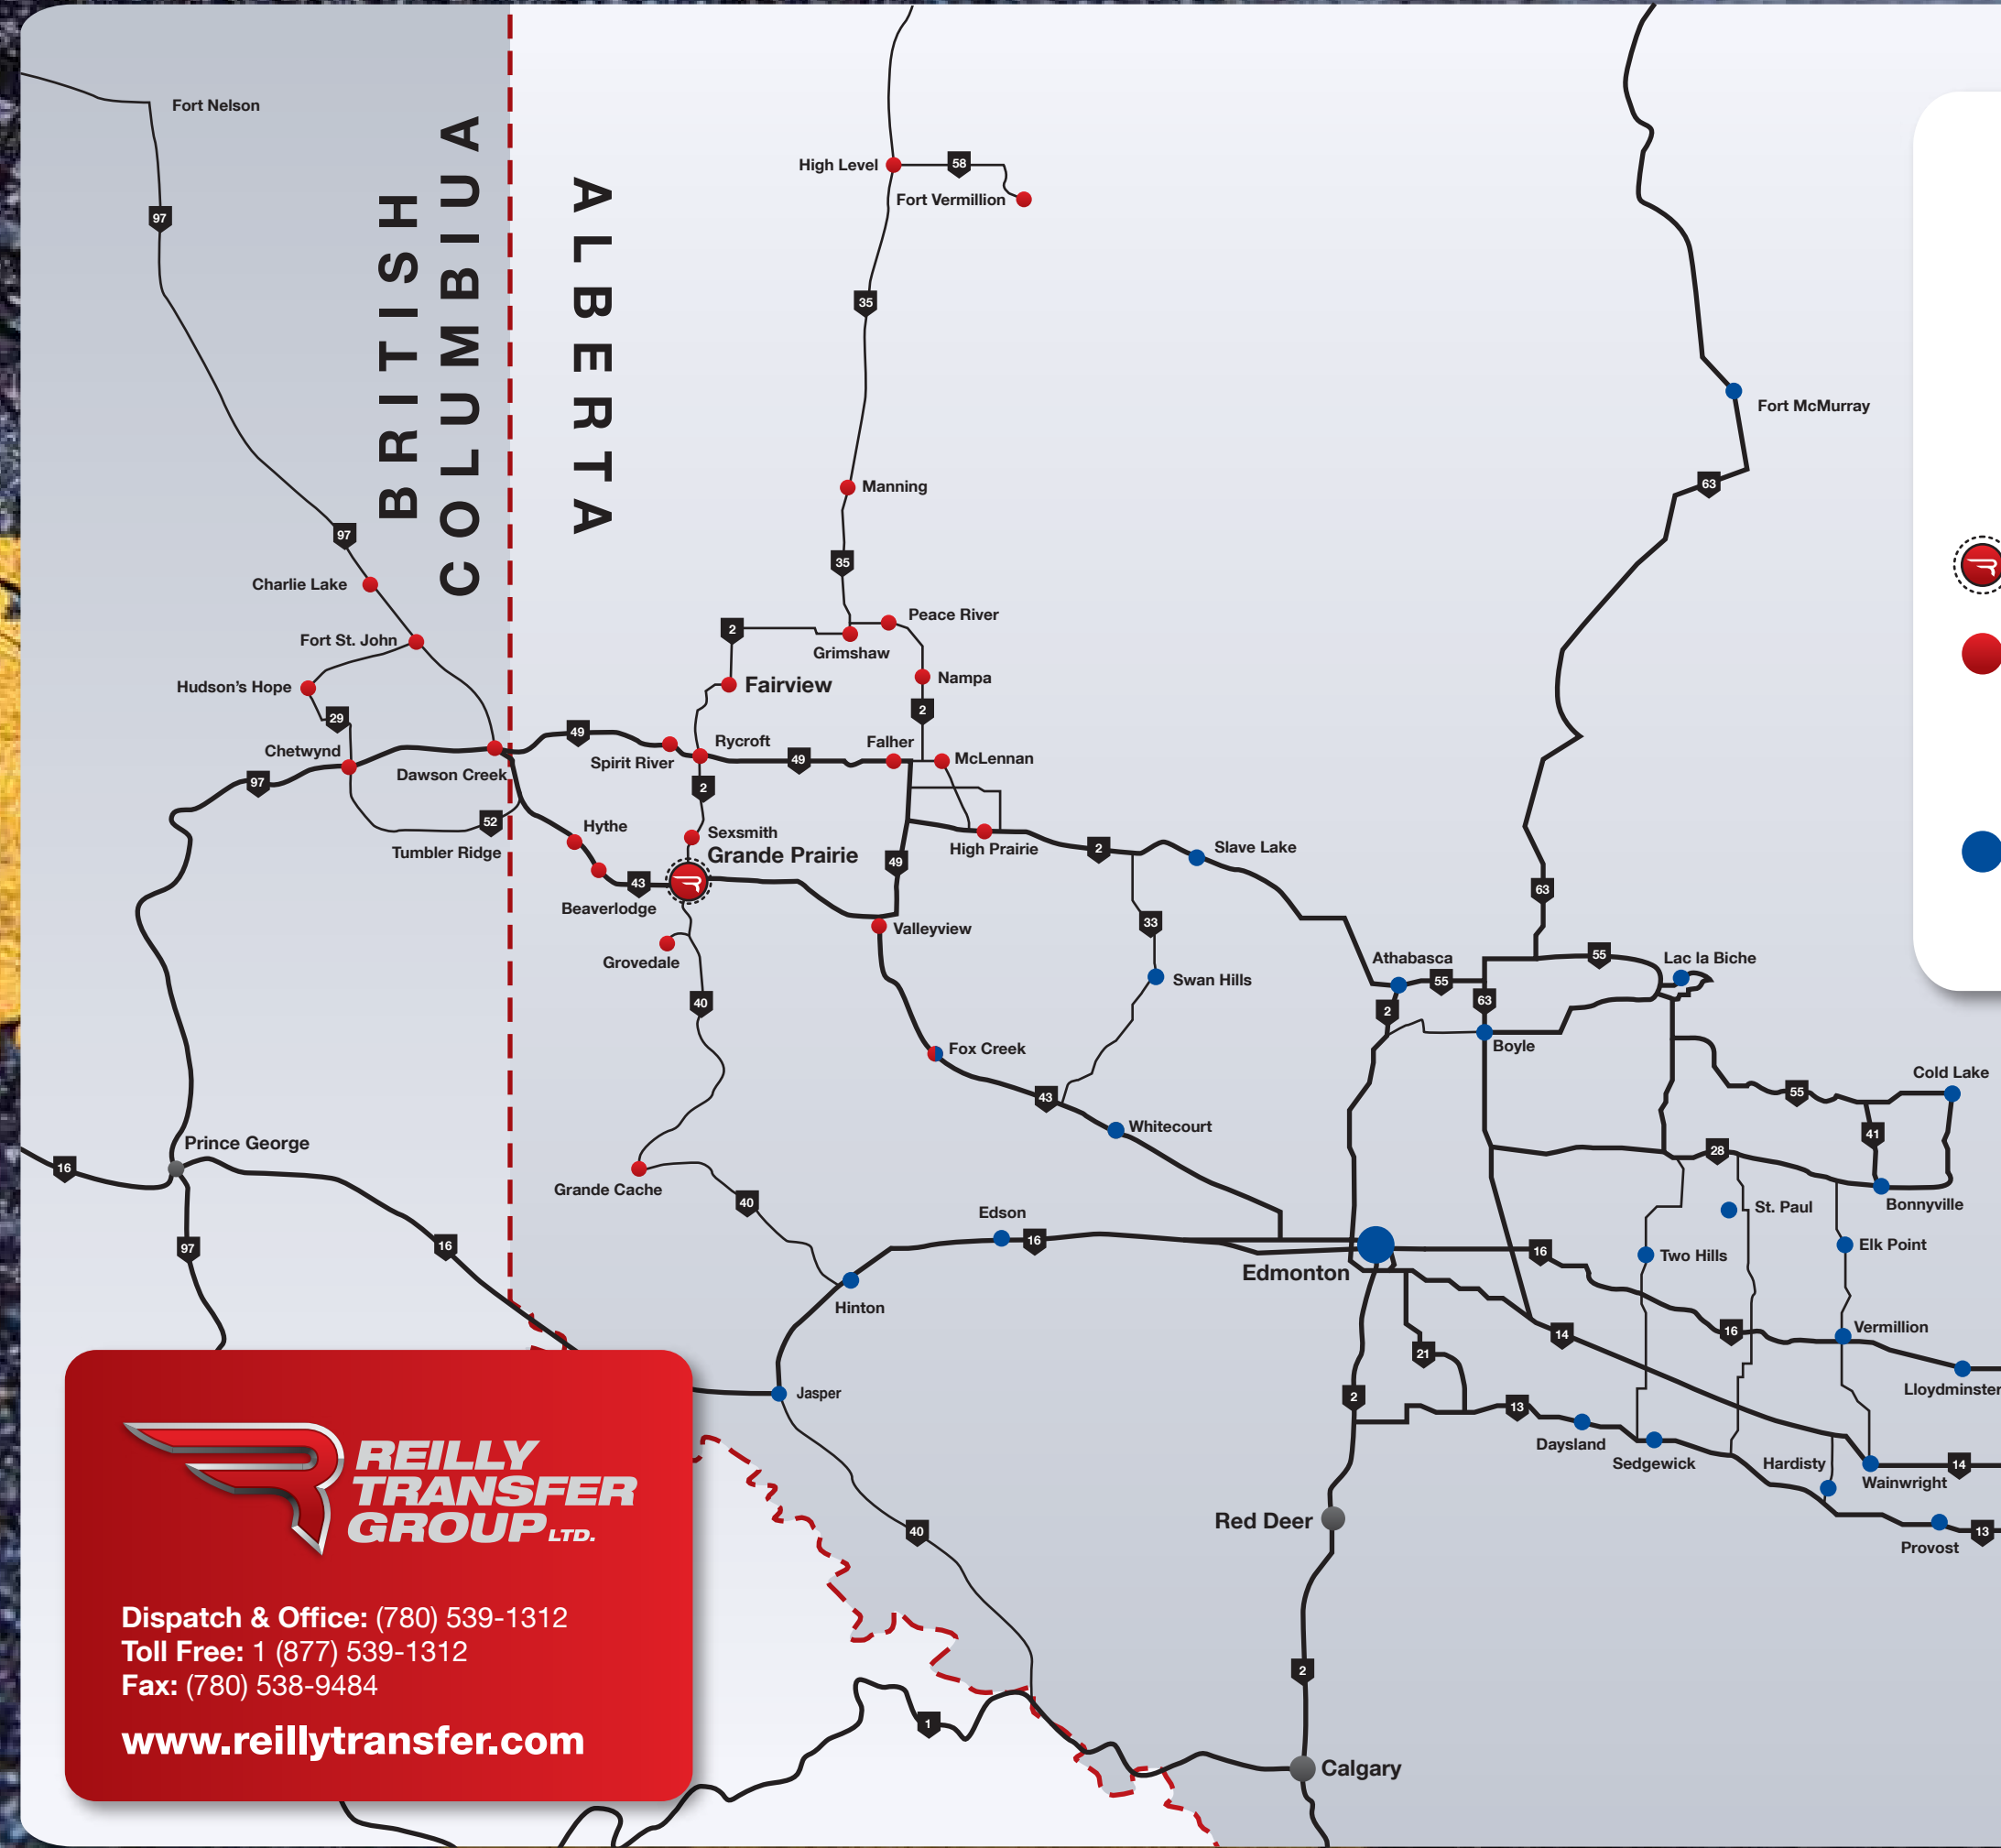 Fort Nelson
97
BRITISH
COLUMBIUA
ALBERTA
High Level
58
Fort Vermillion
35
Fort McMurray
63
Manning
97
35
Charlie Lake
Peace River
2
Fort St. John
Grimshaw
Hudson's Hope
Fairview
Nampa
29
2
49
Rycroft
Falher
Chetwynd
Spirit River
49
McLennan
Dawson Creek
97
2
52
Hythe
Sexsmith
Tumbler Ridge
Grande Prairie
High Prairie
2
Slave Lake
49
43
63
Beaverlodge
Valleyview
33
Grovedale
55
Athabasca
Lac la Biche
Swan Hills
55
40
2
63
Fox Creek
Boyle
Cold Lake
43
55
Whitecourt
41
Prince George
28
16
Grande Cache
40
Bonnyville
Edson
St. Paul
16
97
16
16
Two Hills
Elk Point
Edmonton
Hinton
Vermillion
14
16
21
Lloydminster
Jasper
2
13
Daysland
Sedgewick
Hardisty
14
Wainwright
Red Deer
40
13
Provost
REILLY
TRANSFER
GROUP LTD.
Dispatch & Office: (780) 539-1312
Toll Free: 1 (877) 539-1312
Fax: (780) 538-9484
www.reillytransfer.com
2
1
Calgary